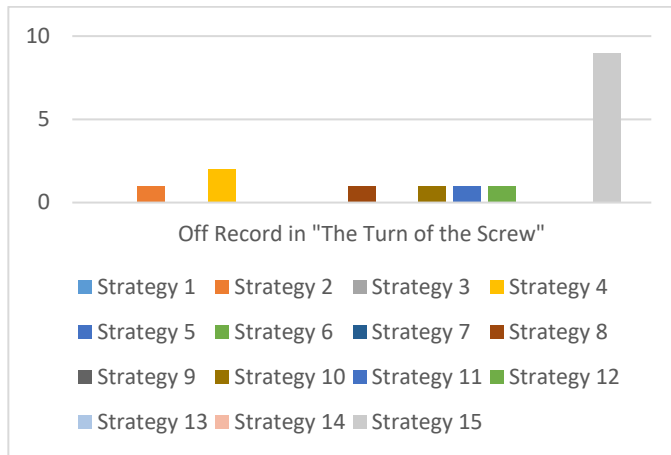 10
5
0
Off Record in "The Turn of the Screw"
Strategy 1 Strategy 2 Strategy 3 Strategy 4
Strategy 5 Strategy 6 Strategy 7 Strategy 8
Strategy 9 Strategy 10 Strategy 11 Strategy 12
Strategy 13 Strategy 14 Strategy 15